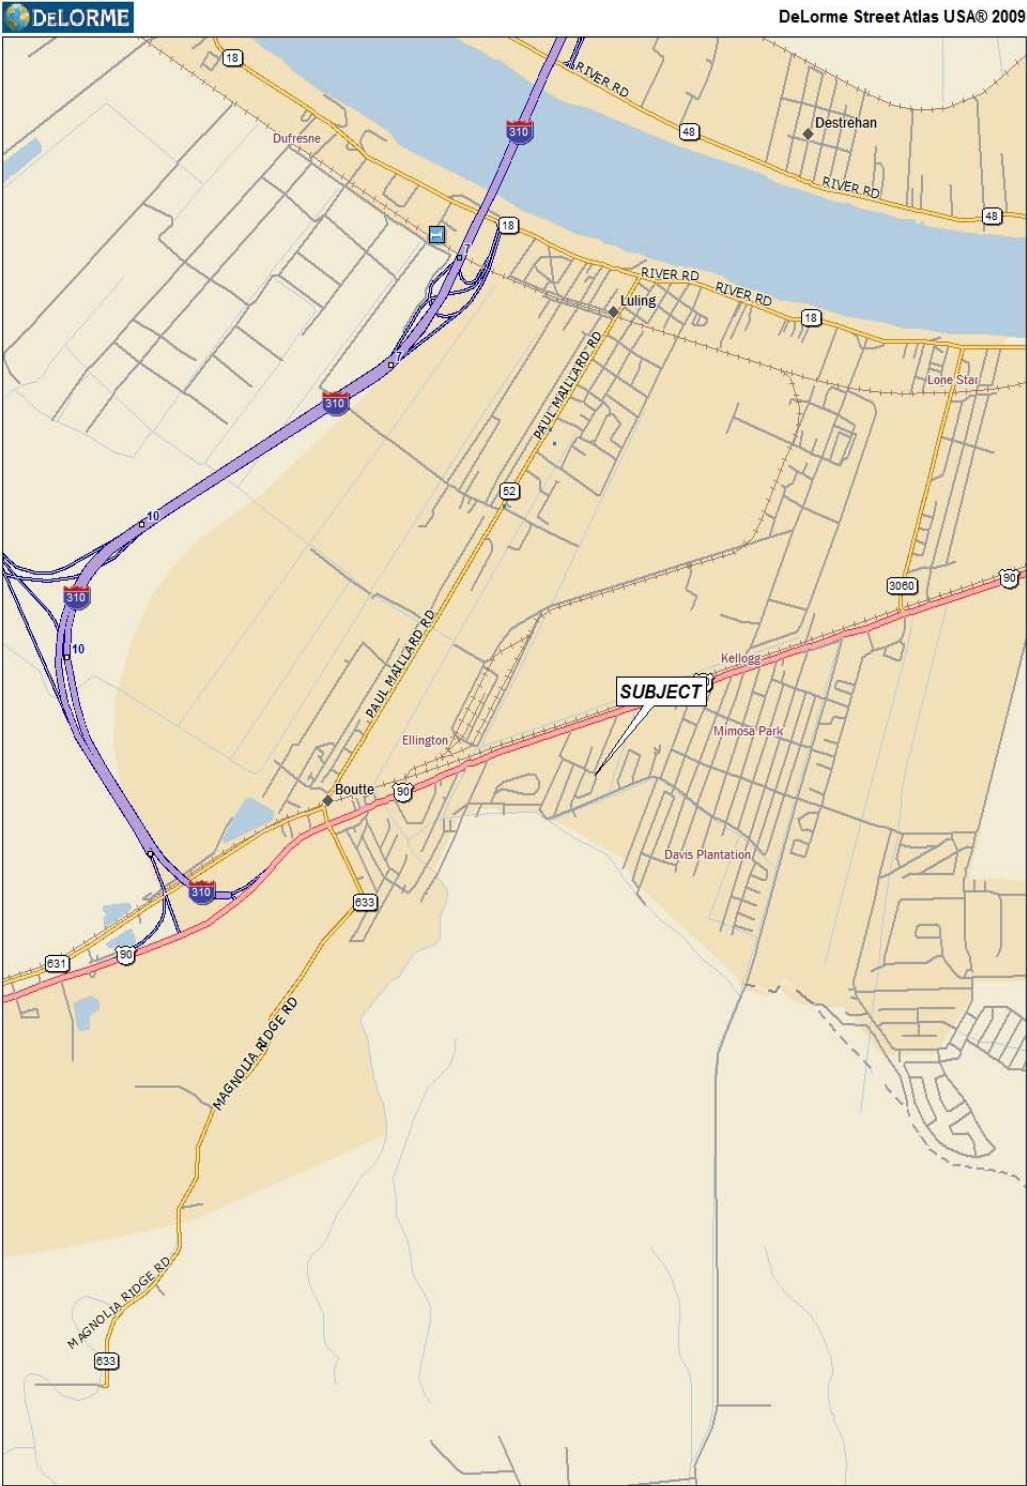 DELORME
DeLorme Street Atlas USA® 2009
18
RIVER RD
310
48
Destrehan
Dufresne
RIVER RD
48
18
7
RIVER RD
Luling
RIVER RD
18
7
PAUL MAILLARD RD
Lone Star
310
52
10
310
3060
90
10
PAUL MAILLARD RD
Kellogg
SUBJECT
Mimosa Park
Ellington
Boutte
90
Davis Plantation
310
633
90
631
MAGNOLIA RIDGE RD
MAGNOLIA RIDGE RD
633